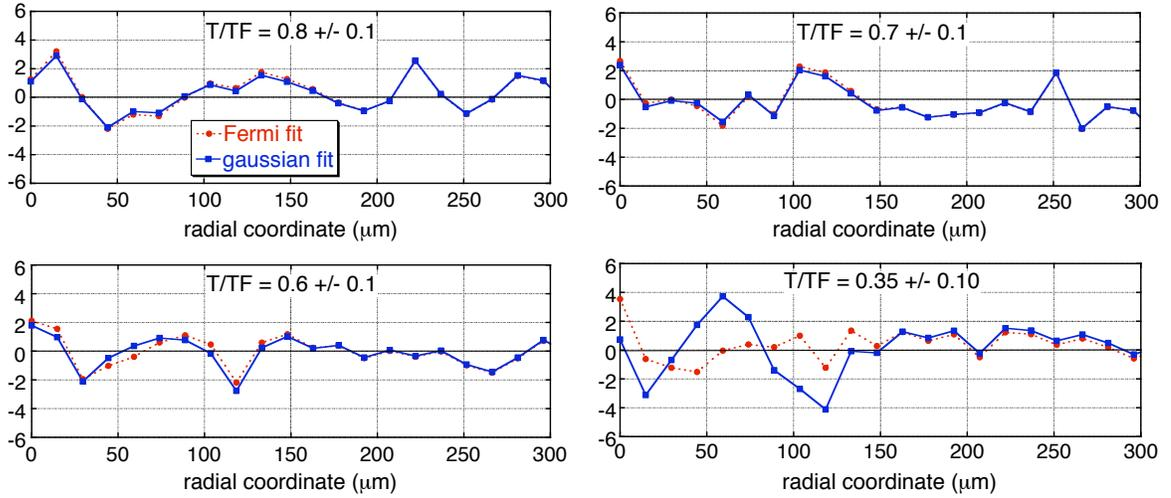 6
4
2
0
-2
-4
-6
T/TF = 0.8 +/- 0.1
Fermi fit
gaussian fit
0 50 100 150 200 250 300
radial coordinate (μm)
6
4
2
0
-2
-4
-6
T/TF = 0.7 +/- 0.1
0 50 100 150 200 250 300
radial coordinate (μm)
6
4
2
0
-2
-4
-6
T/TF = 0.6 +/- 0.1
0 50 100 150 200 250 300
radial coordinate (μm)
6
4
2
0
-2
-4
-6
T/TF = 0.35 +/- 0.10
0 50 100 150 200 250 300
radial coordinate (μm)